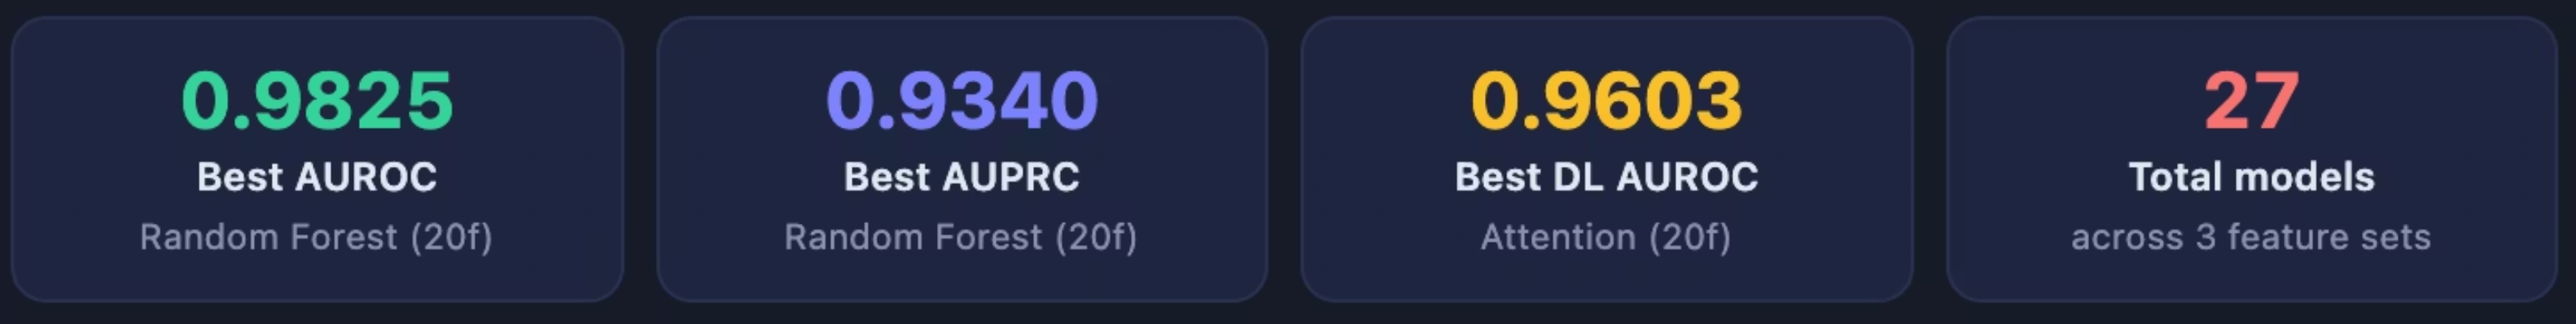 0.9825
Best AUROC
Random Forest (20f)
0.9340
Best AUPRC
Random Forest (20f)
0.9603
Best DL AUROC
Attention (20f)
27
Total models
across 3 feature sets